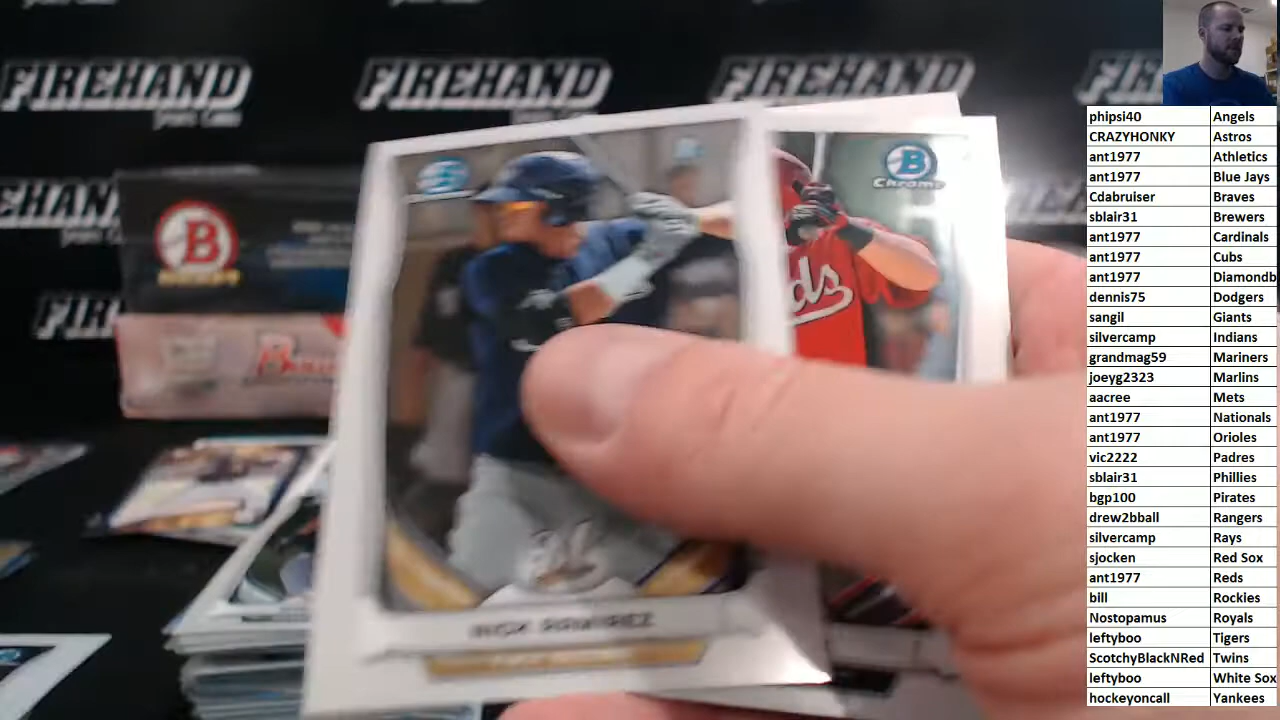 FIREHAND
FIREHAND
FIREHAND
B
B
Chrome
ds
NICK RAMIREZ
phipsi40 Angels
CRAZYHONKY Astros
ant1977 Athletics
ant1977 Blue Jays
Cdabruiser Braves
sblair31 Brewers
ant1977 Cardinals
ant1977 Cubs
ant1977 Diamondb
dennis75 Dodgers
sangil Giants
silvercamp Indians
grandmag59 Mariners
joeyg2323 Marlins
aacree Mets
ant1977 Nationals
ant1977 Orioles
vic2222 Padres
sblair31 Phillies
bgp100 Pirates
drew2bball Rangers
silvercamp Rays
sjocken Red Sox
ant1977 Reds
bill Rockies
Nostopamus Royals
leftyboo Tigers
ScotchyBlackNRed Twins
leftyboo White Sox
hockeyoncall Yankees